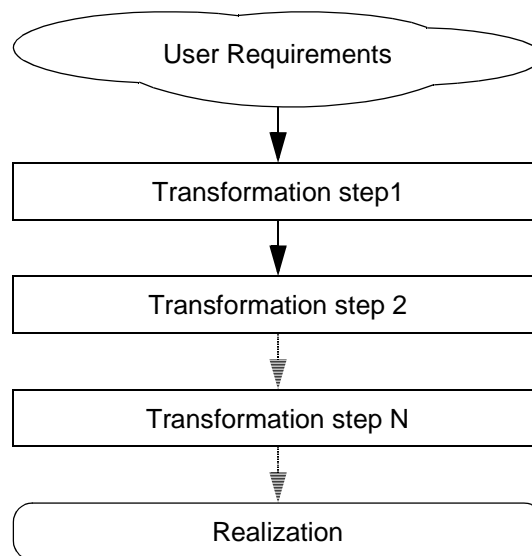 User Requirements
Transformation step1
Transformation step 2
Transformation step N
Realization